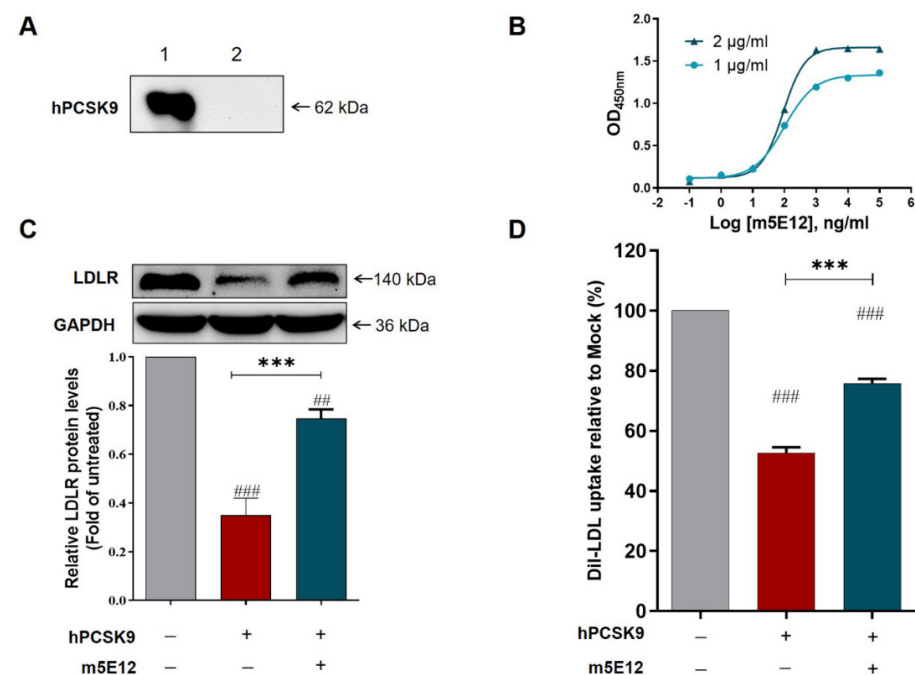 A
1 2
hPCSK9
← 62 kDa
B
2 µg/ml
1 µg/ml
OD450nm
2.0
1.5
1.0
0.5
0.0
-2 -1 0 1 2 3 4 5 6
Log [m5E12], ng/ml
C
LDLR
←140 kDa
GAPDH
← 36 kDa
Relative LDLR protein levels
(Fold of untreated)
1.0
0.8
0.6
0.4
0.2
0.0
***
###
##
hPCSK9 – + +
m5E12 – – +
D
Dil-LDL uptake relative to Mock (%)
120
100
80
60
40
20
0
***
###
###
hPCSK9 – + +
m5E12 – – +